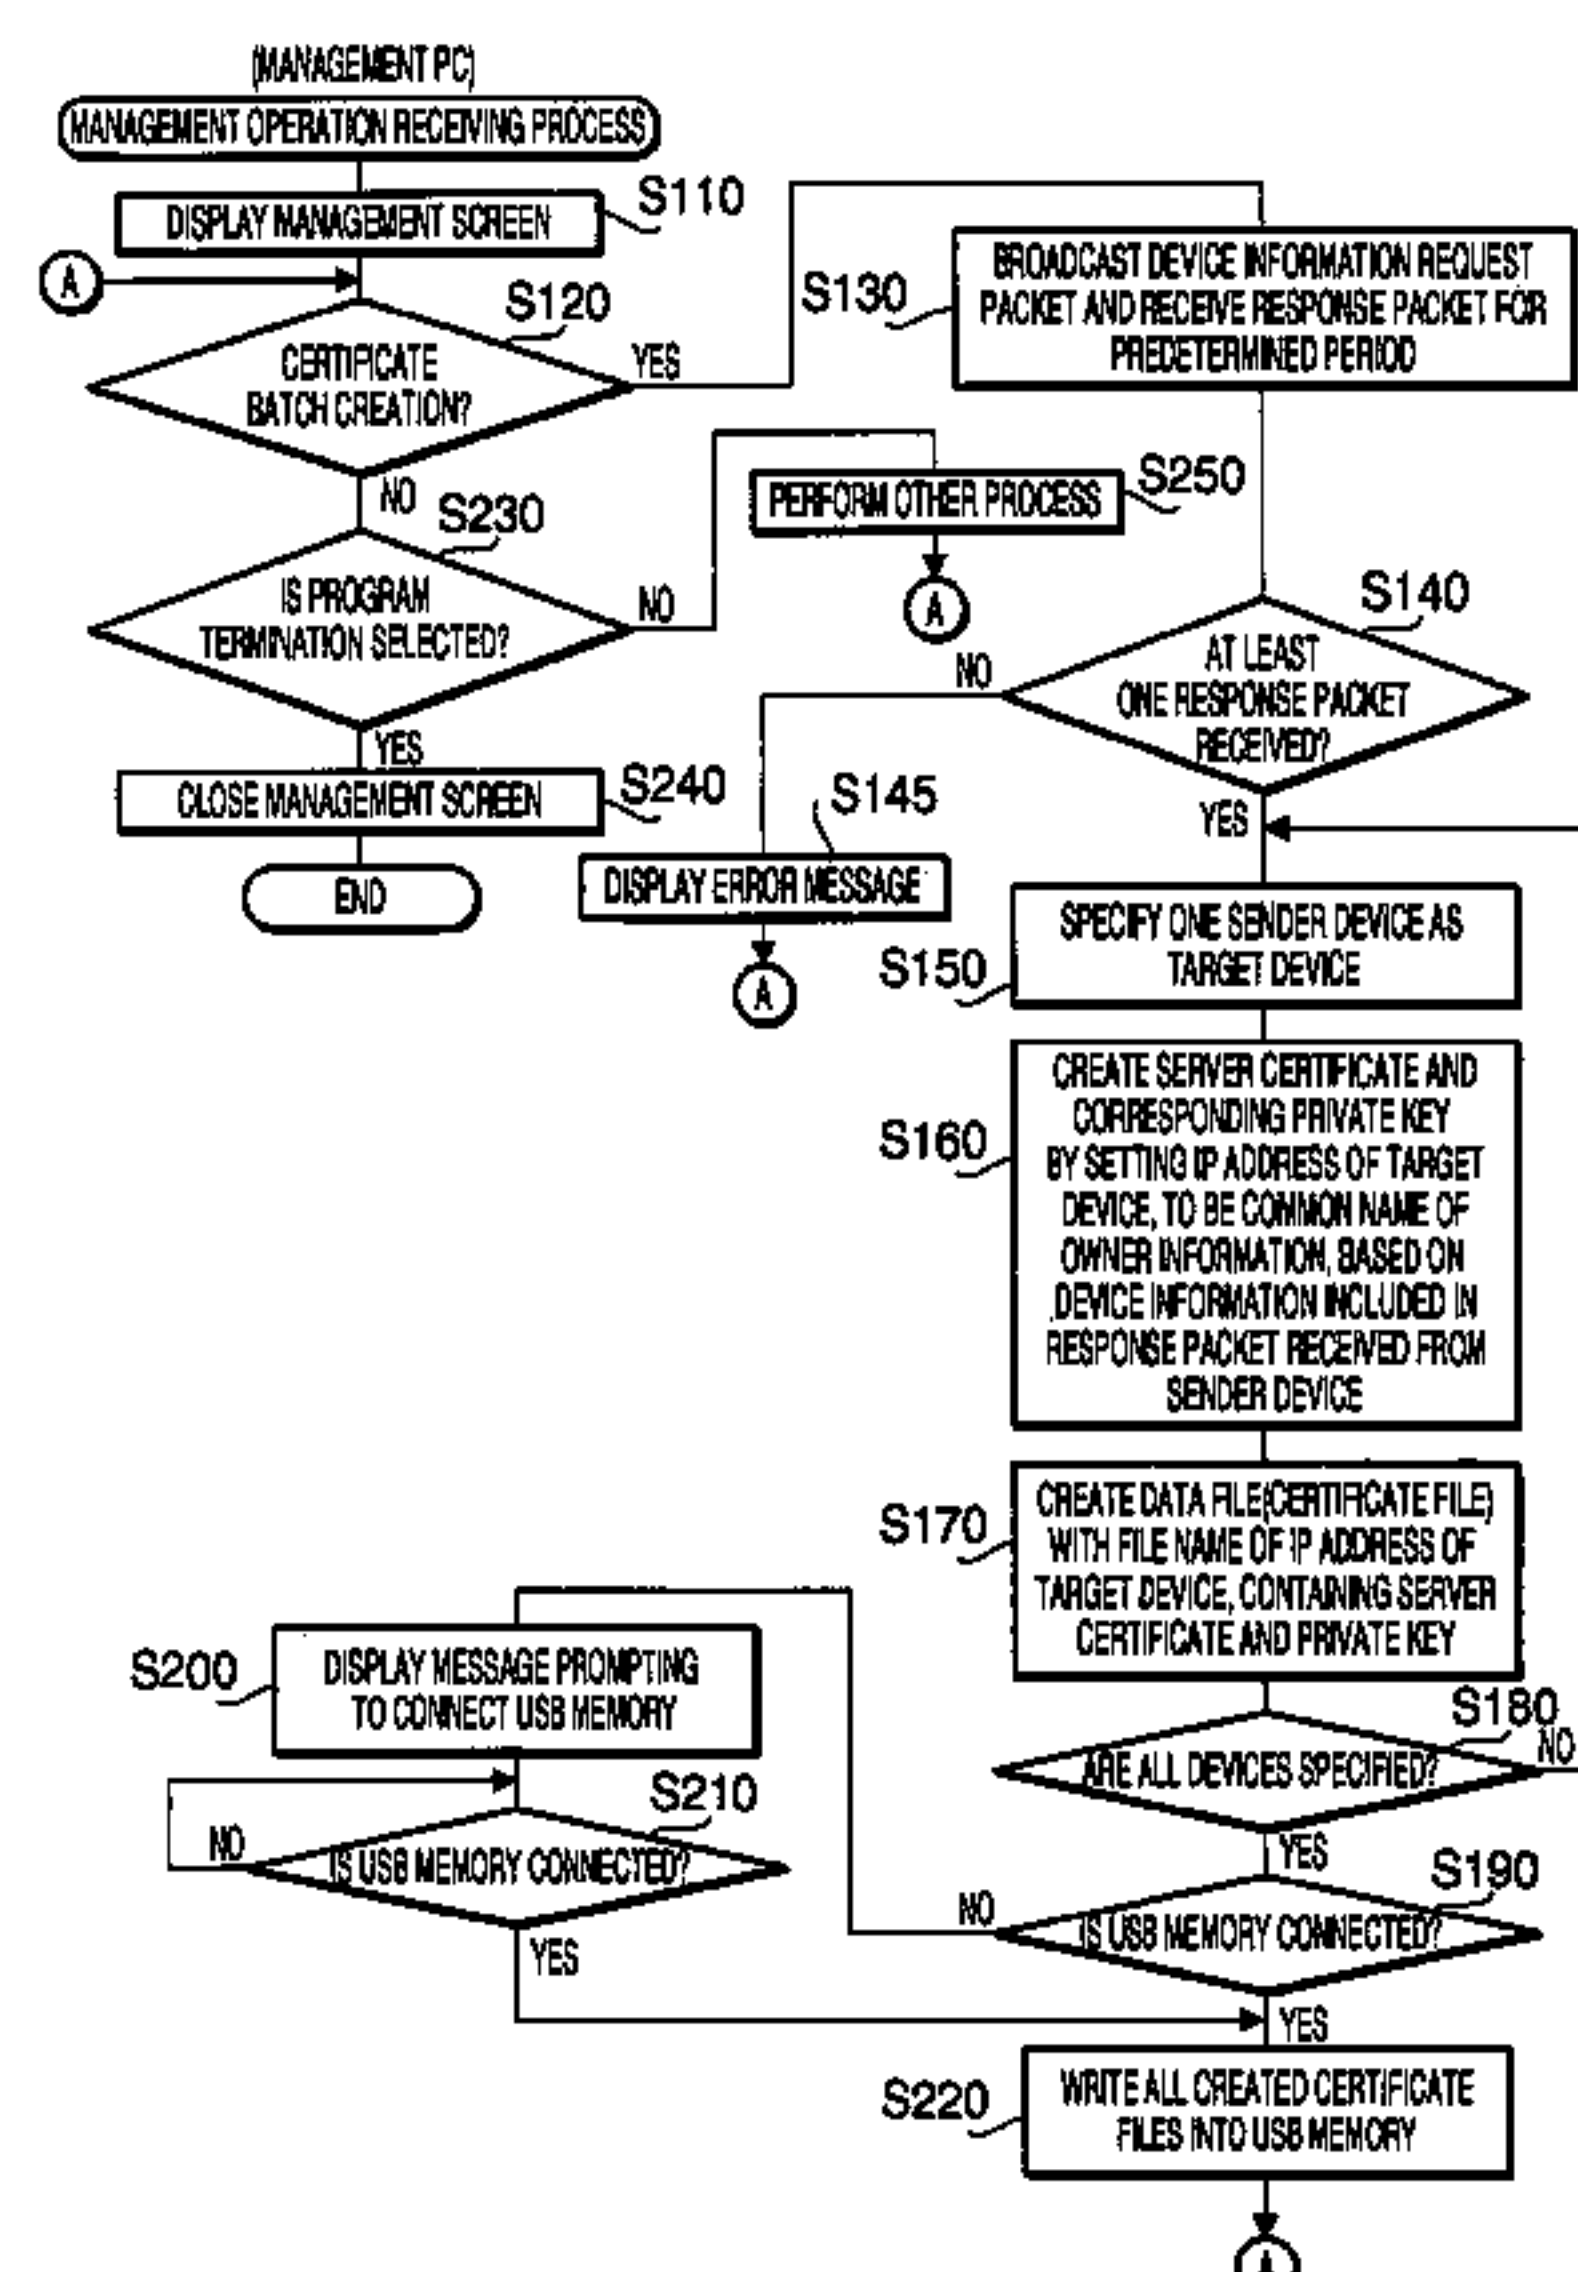 (MANAGEMENT PC)
MANAGEMENT OPERATION RECEIVING PROCESS
DISPLAY MANAGEMENT SCREEN
S110
A
S120
CERTIFICATE
BATCH CREATION?
YES
NO
S130
BROADCAST DEVICE INFORMATION REQUEST
PACKET AND RECEIVE RESPONSE PACKET FOR
PREDETERMINED PERIOD
S230
IS PROGRAM
TERMINATION SELECTED?
NO
YES
PERFORM OTHER PROCESS
S250
A
S140
AT LEAST
ONE RESPONSE PACKET
RECEIVED?
NO
YES
CLOSE MANAGEMENT SCREEN
S240
END
S145
DISPLAY ERROR MESSAGE
A
S150
SPECIFY ONE SENDER DEVICE AS
TARGET DEVICE
S160
CREATE SERVER CERTIFICATE AND
CORRESPONDING PRIVATE KEY
BY SETTING IP ADDRESS OF TARGET
DEVICE, TO BE COMMON NAME OF
OWNER INFORMATION, BASED ON
DEVICE INFORMATION INCLUDED IN
RESPONSE PACKET RECEIVED FROM
SENDER DEVICE
S170
CREATE DATA FILE(CERTIFICATE FILE)
WITH FILE NAME OF IP ADDRESS OF
TARGET DEVICE, CONTAINING SERVER
CERTIFICATE AND PRIVATE KEY
S180
ARE ALL DEVICES SPECIFIED?
NO
YES
S190
IS USB MEMORY CONNECTED?
NO
YES
S200
DISPLAY MESSAGE PROMPTING
TO CONNECT USB MEMORY
S210
IS USB MEMORY CONNECTED?
NO
YES
S220
WRITE ALL CREATED CERTIFICATE
FILES INTO USB MEMORY
A